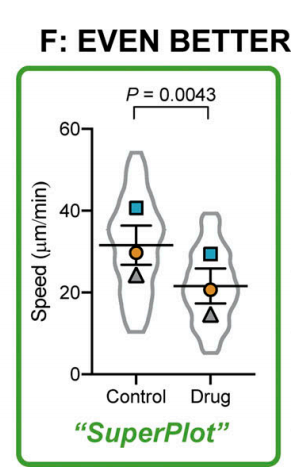 F: EVEN BETTER
P = 0.0043
60
40
20
0
Speed (μm/min)
Control Drug
“SuperPlot”